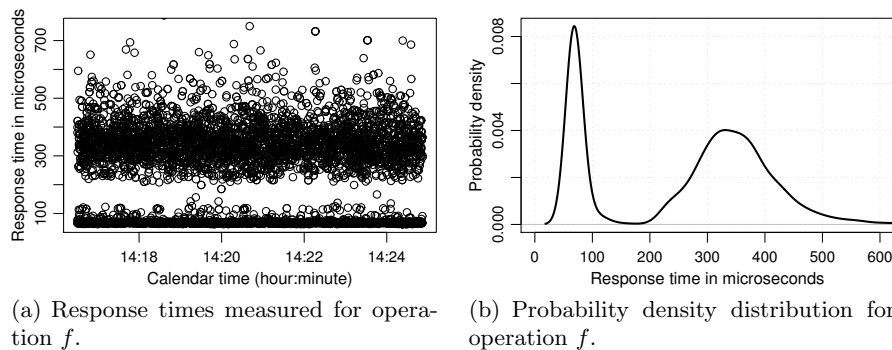 Response time in microseconds
700
500
300
100
14:18 14:20 14:22 14:24
Calendar time (hour:minute)
(a) Response times measured for opera-
tion f.
Probability density
0.008
0.004
0.000
0 100 200 300 400 500 600
Response time in microseconds
(b) Probability density distribution for
operation f.